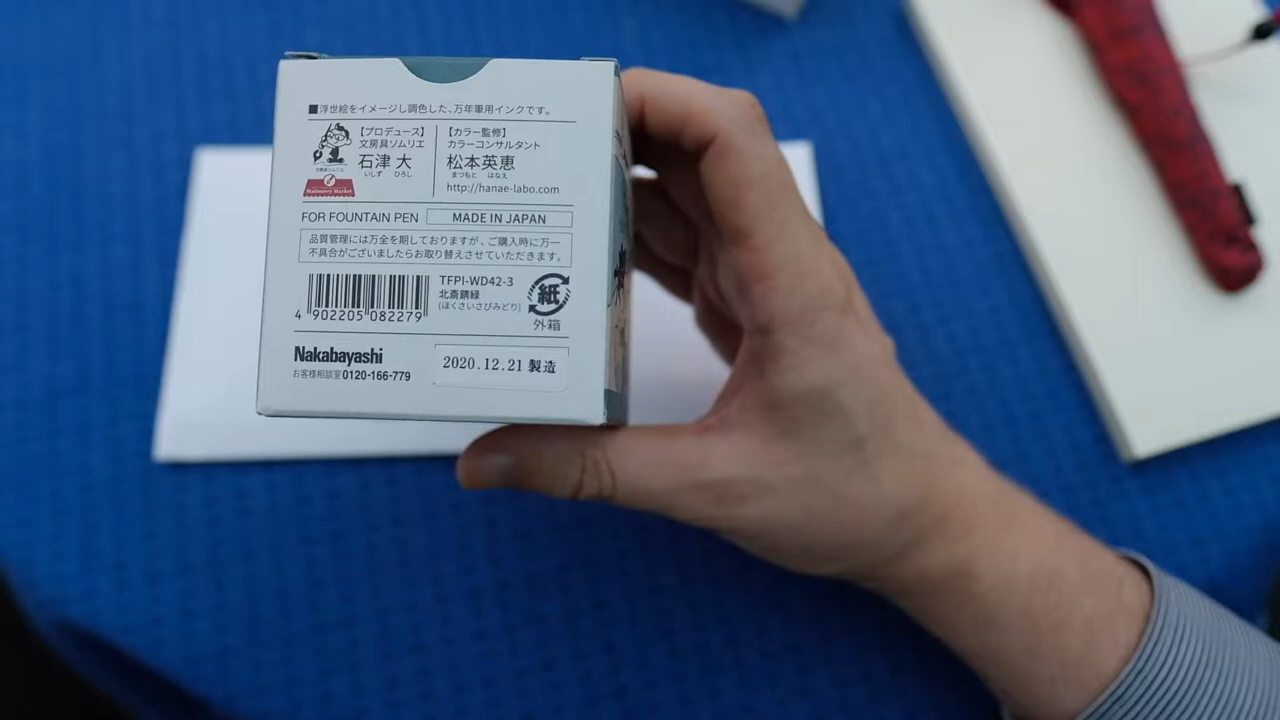 ■浮世絵をイメージし調色した、万年筆用インクです。
【プロデュース】
文房具ソムリエ
石津 大
いしず ひろし
【カラー監修】
カラーコンサルタント
松本英恵
まつもと はなえ
http://hanae-labo.com
Stationery Market
FOR FOUNTAIN PEN
MADE IN JAPAN
品質管理には万全を期しておりますが、ご購入時に万一
不具合がございましたらお取り替えさせていただきます。
4 902205 082279
TFPI-WD42-3
北斎錆緑
(ほくさいさびみどり)
紙
外箱
Nakabayashi
お客様相談室0120-166-779
2020.12.21 製造